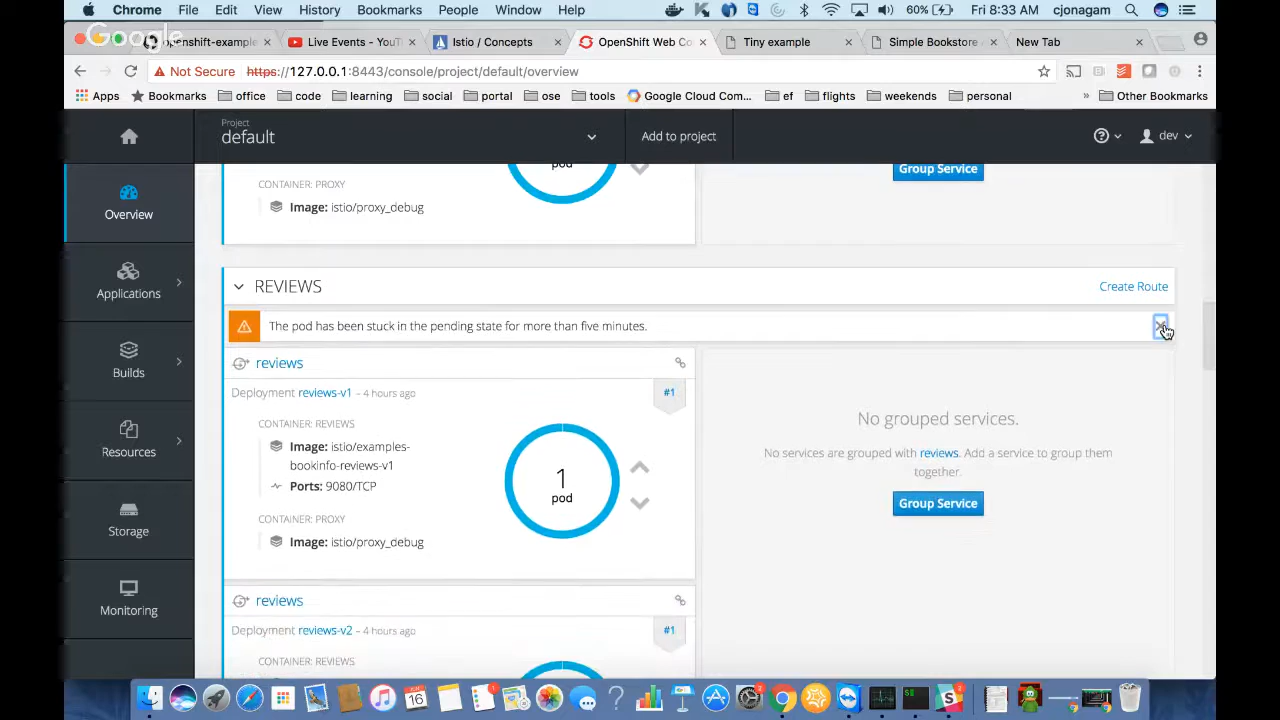 Chrome File Edit View History Bookmarks People Window Help 60% Fri 8:33 AM cjonagam
Google
openshift-example Live Events - YouT Istio / Concepts OpenShift Web Co Tiny example Simple Bookstore New Tab
Not Secure https://127.0.0.1:8443/console/project/default/overview
Apps Bookmarks office code learning social portal ose tools Google Cloud Com... ef flights weekends personal » Other Bookmarks
Project
default
Add to project
dev
Overview
Applications
Builds
Resources
Storage
Monitoring
pod
CONTAINER: PROXY
Image: istio/proxy_debug
Group Service
REVIEWS
Create Route
The pod has been stuck in the pending state for more than five minutes.
reviews
Deployment reviews-v1 – 4 hours ago
#1
CONTAINER: REVIEWS
Image: istio/examples-
bookinfo-reviews-v1
Ports: 9080/TCP
CONTAINER: PROXY
Image: istio/proxy_debug
1
pod
No grouped services.
No services are grouped with reviews. Add a service to group them
together.
Group Service
reviews
Deployment reviews-v2 – 4 hours ago
#1
CONTAINER: REVIEWS